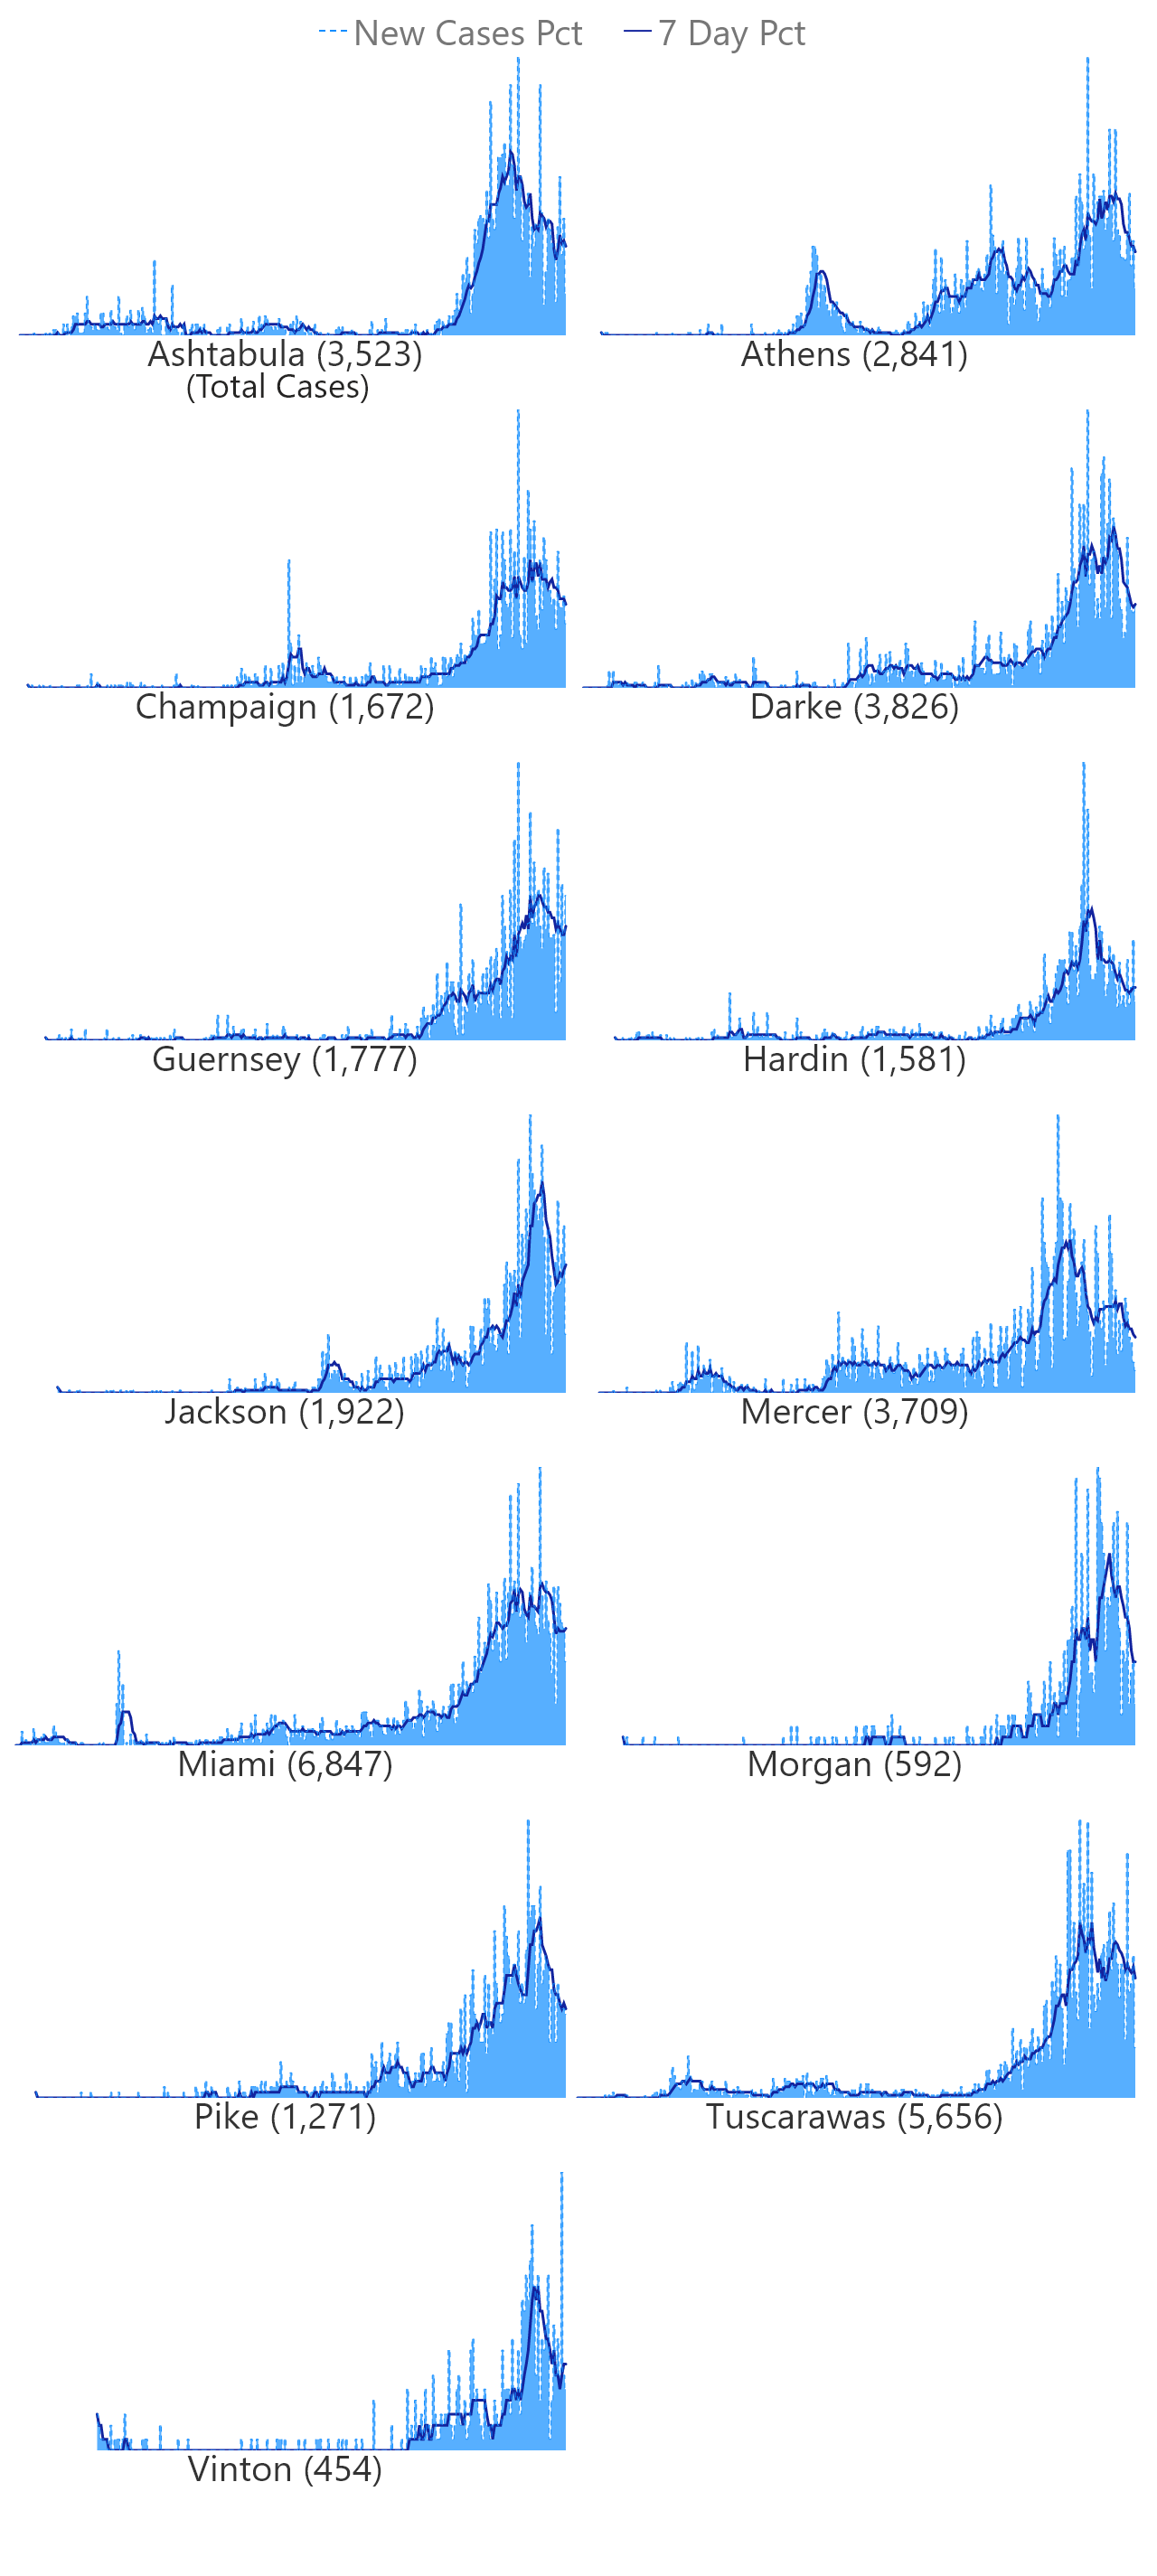 New Cases Pct 7 Day Pct
Ashtabula (3,523) Athens (2,841)
(Total Cases)
Champaign (1,672) Darke (3,826)
Guernsey (1,777) Hardin (1,581)
Jackson (1,922) Mercer (3,709)
Miami (6,847) Morgan (592)
Pike (1,271) Tuscarawas (5,656)
Vinton (454)